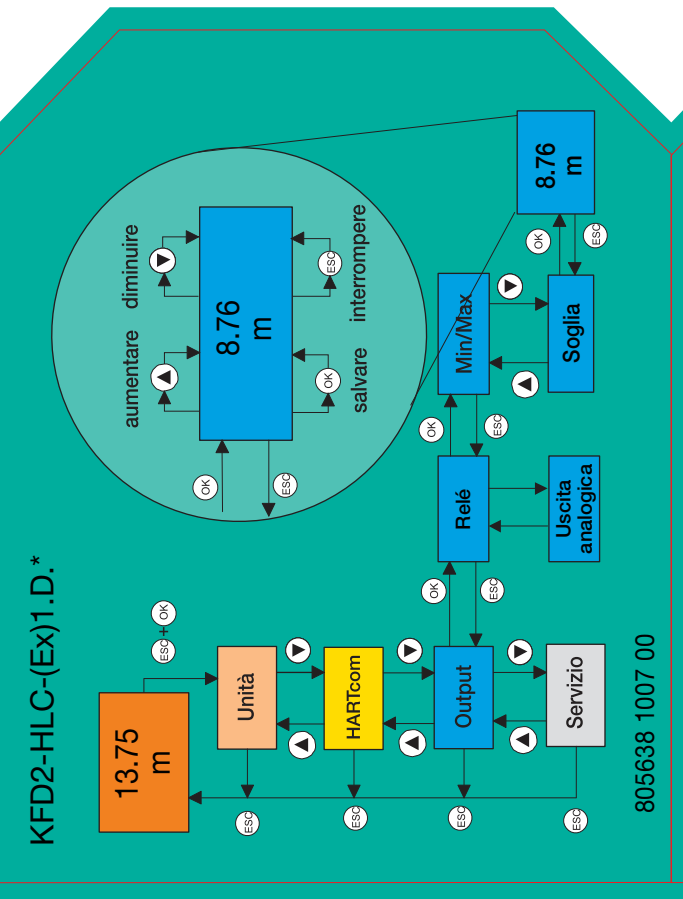 KFD2-HLC-(Ex)1.D.*
13.75
m
ESC + OK
aumentare
diminuire
8.76
m
OK
ESC
OK
ESC
salvare
interrompere
Unità
ESC
HARTcom
ESC
Output
ESC
OK
ESC
Relé
OK
ESC
Min/Max
8.76
m
OK
ESC
Servizio
ESC
Uscita
analogica
Soglia
805638 1007 00